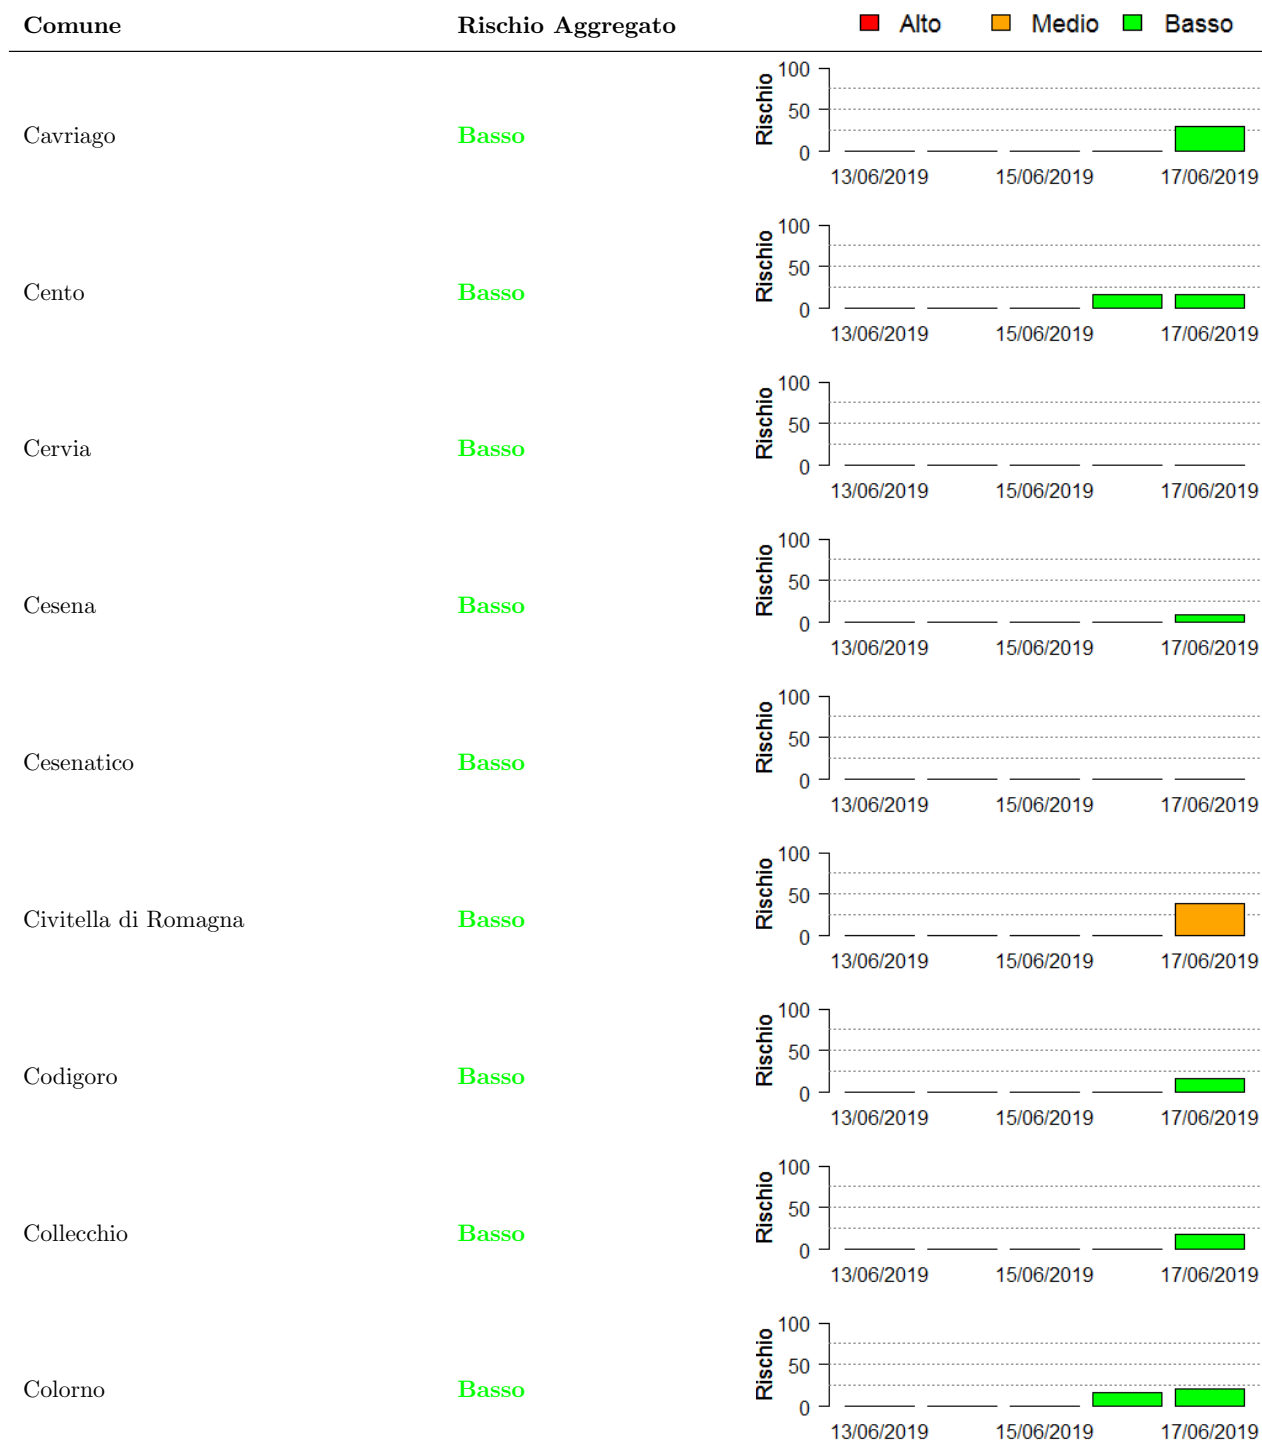 Comune Rischio Aggregato Alto Medio Basso
100
50
0
Rischio
Cavriago Basso
13/06/2019 15/06/2019 17/06/2019
100
50
0
Rischio
Cento Basso
13/06/2019 15/06/2019 17/06/2019
100
50
0
Rischio
Cervia Basso
13/06/2019 15/06/2019 17/06/2019
100
50
0
Rischio
Cesena Basso
13/06/2019 15/06/2019 17/06/2019
100
50
0
Rischio
Cesenatico Basso
13/06/2019 15/06/2019 17/06/2019
100
50
0
Rischio
Civitella di Romagna Basso
13/06/2019 15/06/2019 17/06/2019
100
50
0
Rischio
Codigoro Basso
13/06/2019 15/06/2019 17/06/2019
100
50
0
Rischio
Collecchio Basso
13/06/2019 15/06/2019 17/06/2019
100
50
0
Rischio
Colorno Basso
13/06/2019 15/06/2019 17/06/2019